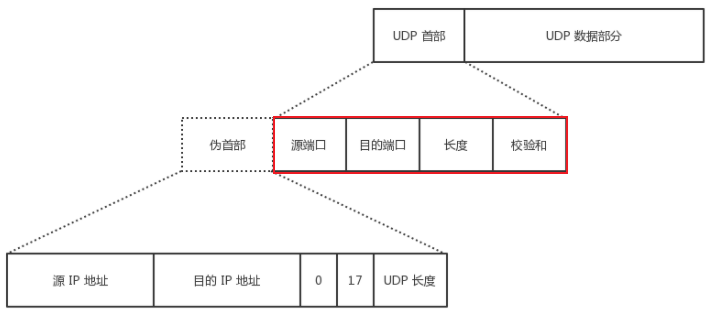 UDP 首部 UDP 数据部分
伪首部 源端口 目的端口 长度 校验和
源 IP 地址 目的 IP 地址 0 17 UDP 长度